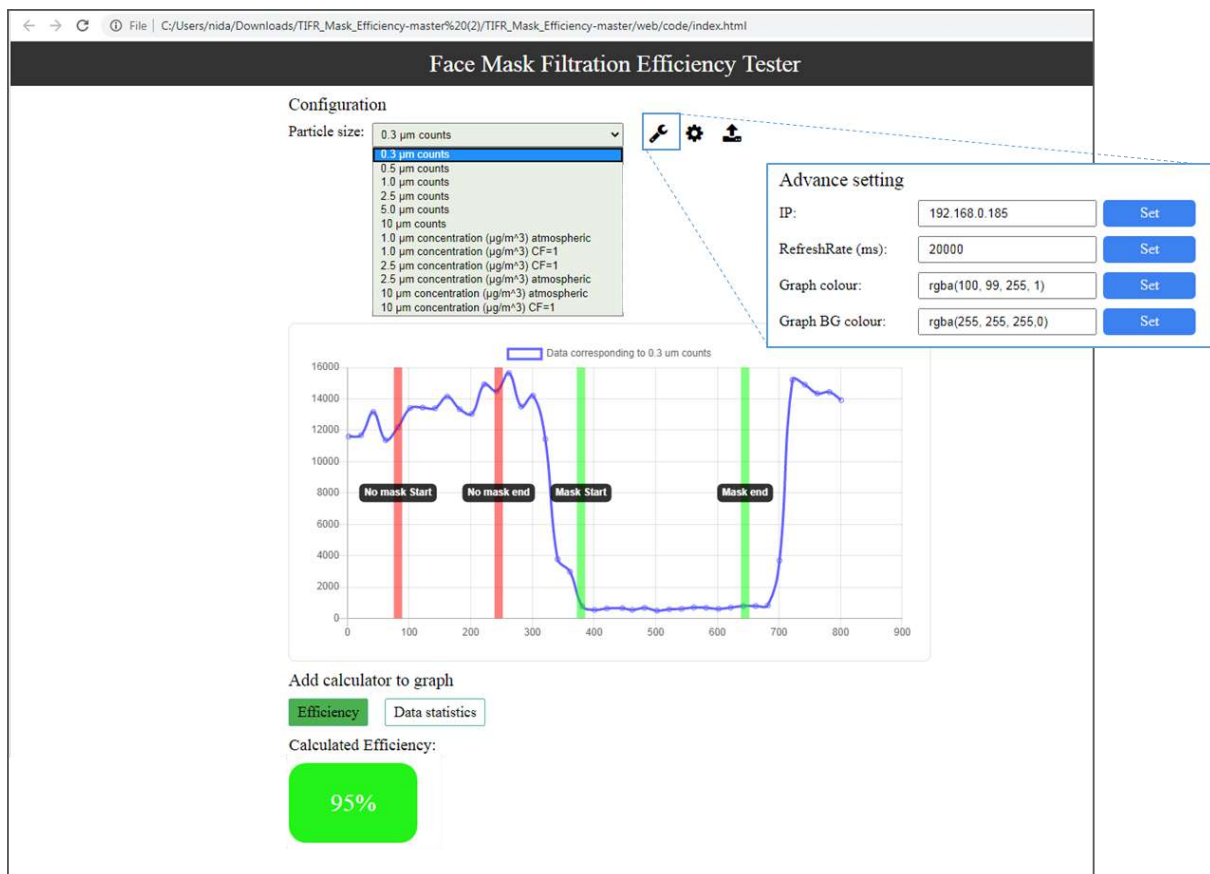 File | C:/Users/nida/Downloads/TIFR_Mask_Efficiency-master%20(2)/TIFR_Mask_Efficiency-master/web/code/index.html
Face Mask Filtration Efficiency Tester
Configuration
Particle size: 0.3 µm counts
0.3 µm counts
0.5 µm counts
1.0 µm counts
2.5 µm counts
5.0 µm counts
10 µm counts
1.0 µm concentration (µg/m^3) atmospheric
1.0 µm concentration (µg/m^3) CF=1
2.5 µm concentration (µg/m^3) CF=1
2.5 µm concentration (µg/m^3) atmospheric
10 µm concentration (µg/m^3) atmospheric
10 µm concentration (µg/m^3) CF=1
Advance setting
IP: 192.168.0.185 Set
RefreshRate (ms): 20000 Set
Graph colour: rgba(100, 99, 255, 1) Set
Graph BG colour: rgba(255, 255, 255,0) Set
Data corresponding to 0.3 um counts
16000
14000
12000
10000
8000
6000
4000
2000
0
No mask Start No mask end Mask Start Mask end
0 100 200 300 400 500 600 700 800 900
Add calculator to graph
Efficiency Data statistics
Calculated Efficiency:
95%